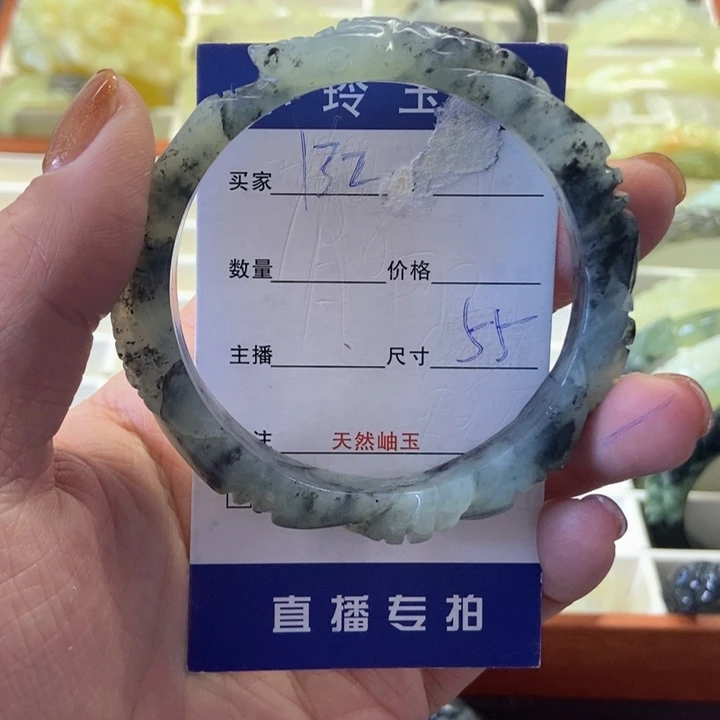 玲玉
买家 132
数量 价格
主播 尺寸 55
注 天然岫玉
直播专拍